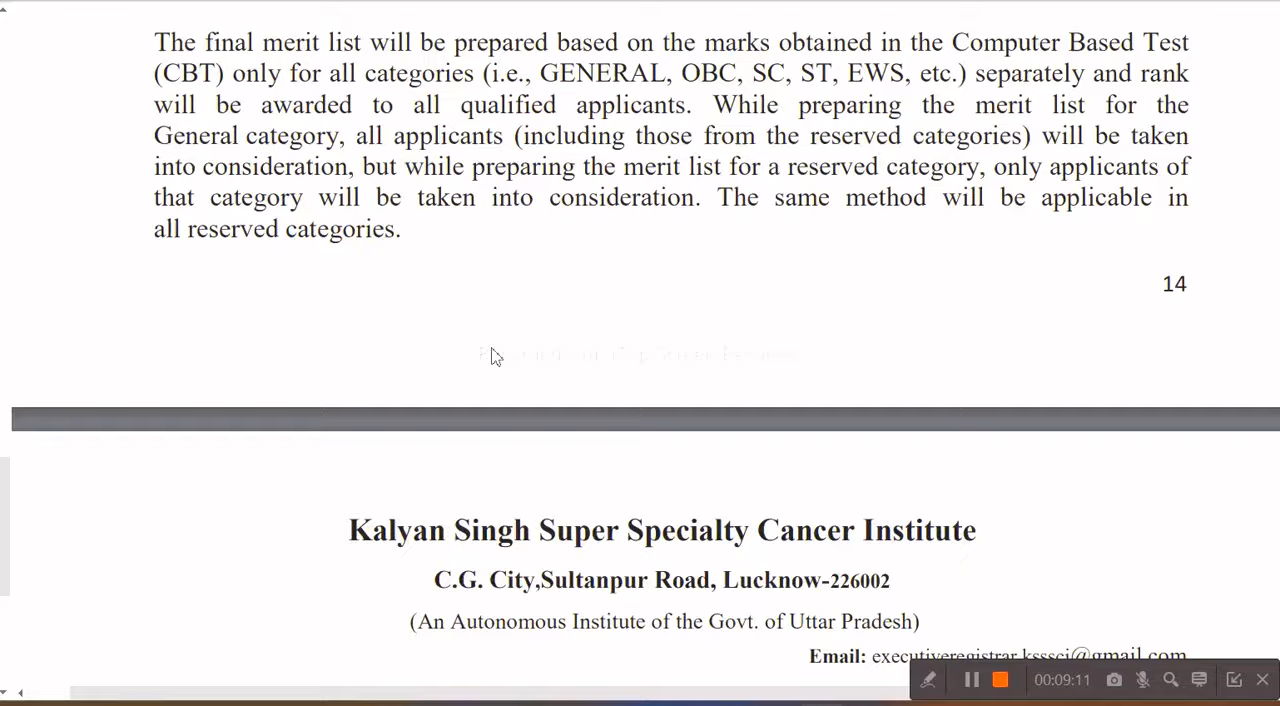 The final merit list will be prepared based on the marks obtained in the Computer Based Test
(CBT) only for all categories (i.e., GENERAL, OBC, SC, ST, EWS, etc.) separately and rank
will be awarded to all qualified applicants. While preparing the merit list for the
General category, all applicants (including those from the reserved categories) will be taken
into consideration, but while preparing the merit list for a reserved category, only applicants of
that category will be taken into consideration. The same method will be applicable in
all reserved categories.
14
Kalyan Singh Super Specialty Cancer Institute
C.G. City,Sultanpur Road, Lucknow-226002
(An Autonomous Institute of the Govt. of Uttar Pradesh)
Email: executiveregistrar.ksssci@gmail.com
00:09:11